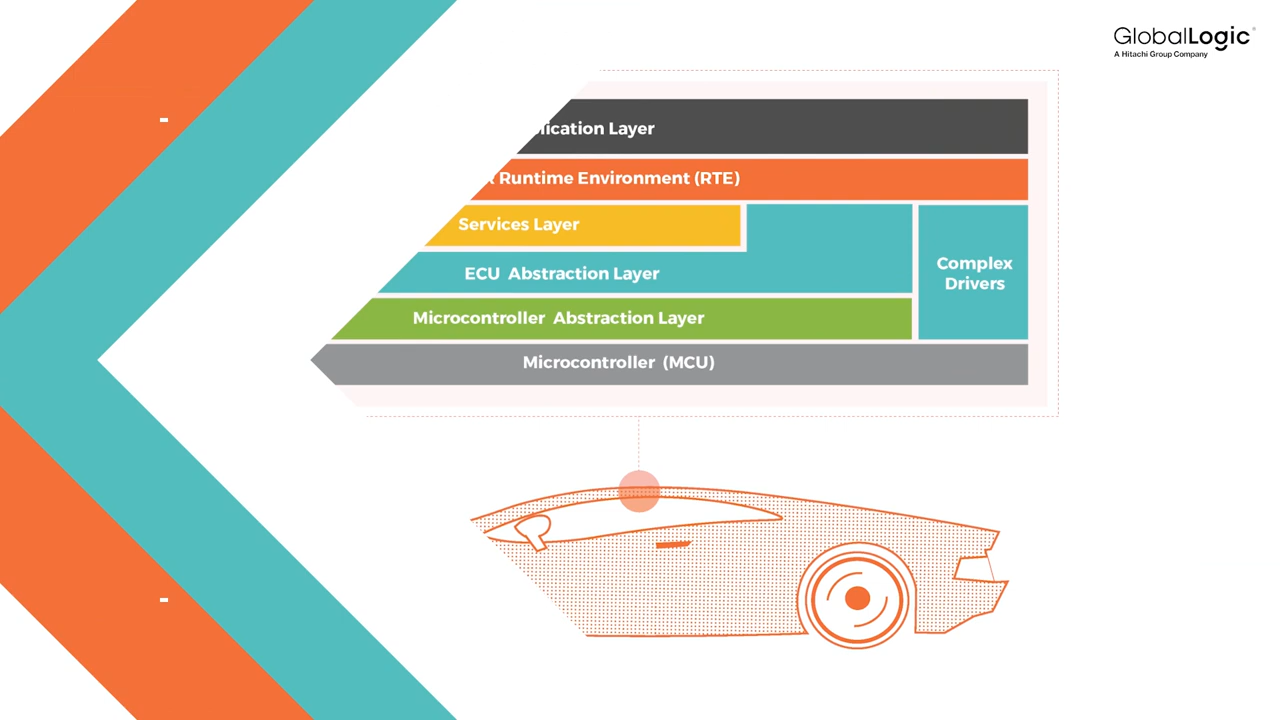 GlobalLogic
A Hitachi Group Company
lication Layer
Runtime Environment (RTE)
Services Layer
ECU Abstraction Layer
Complex
Drivers
Microcontroller Abstraction Layer
Microcontroller (MCU)